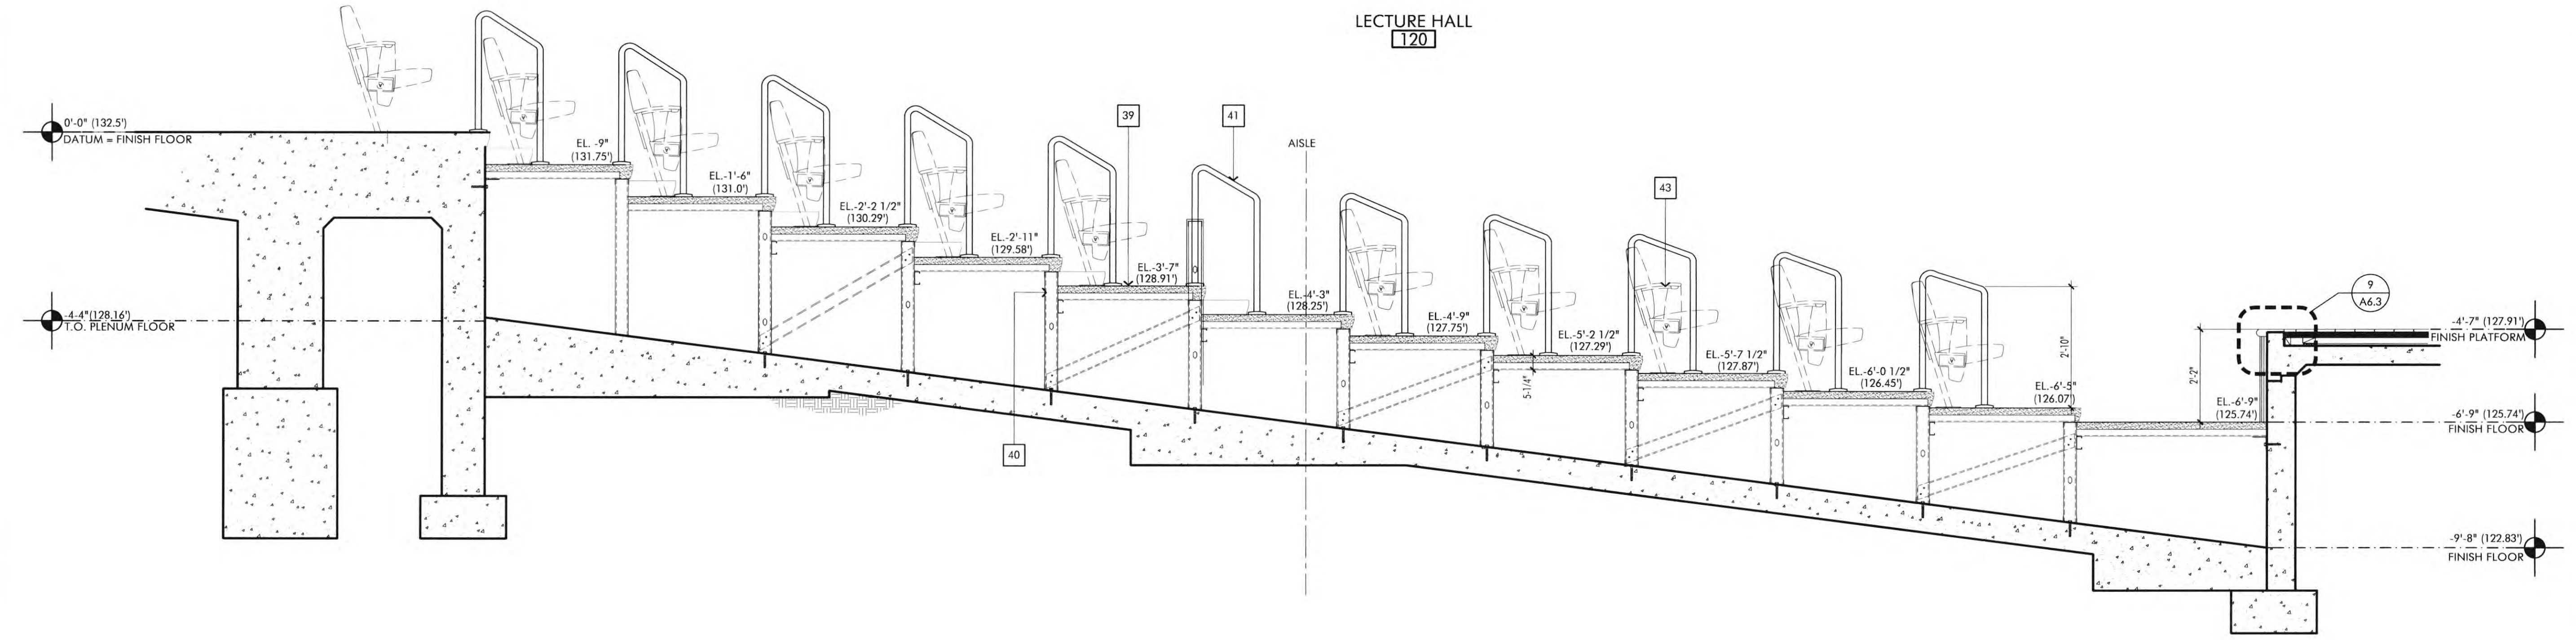 LECTURE HALL
120
0'-0" (132.5')
DATUM = FINISH FLOOR
-4-4"(128.16')
T.O. PLENUM FLOOR
EL. -9"
(131.75')
EL.-1'-6"
(131.0')
EL.-2'-2 1/2"
(130.29')
EL.-2'-11"
(129.58')
39
EL.-3'-7"
(128.91')
40
41
AISLE
EL.-4'-3"
(128.25')
EL.-4'-9"
(127.75')
5-1/4"
EL.-5'-2 1/2"
(127.29')
43
EL.-5'-7 1/2"
(127.87')
EL.-6'-0 1/2"
(126.45')
2'-10"
EL.-6'-5"
(126.07')
2'-2"
EL.-6'-9"
(125.74')
9
A6.3
-4'-7" (127.91')
FINISH PLATFORM
-6'-9" (125.74')
FINISH FLOOR
-9'-8" (122.83')
FINISH FLOOR